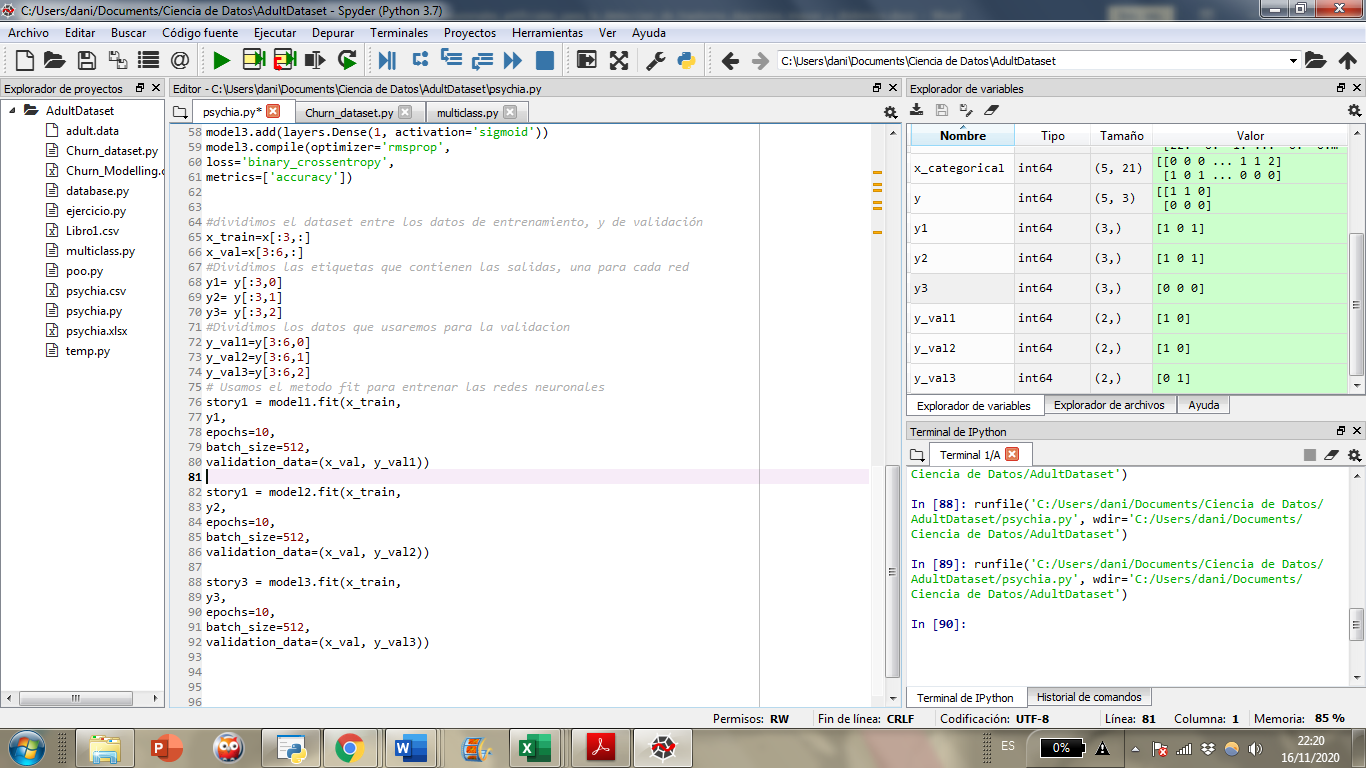 C:/Users/dani/Documents/Ciencia de Datos\AdultDataset - Spyder (Python 3.7)
Archivo Editar Buscar Código fuente Ejecutar Depurar Terminales Proyectos Herramientas Ver Ayuda
C:\Users\dani\Documents\Ciencia de Datos\AdultDataset
Explorador de proyectos
AdultDataset
adult.data
Churn_dataset.py
Churn_Modelling.c
database.py
ejercicio.py
Libro1.csv
multiclass.py
poo.py
psychia.csv
psychia.py
psychia.xlsx
temp.py
Editor - C:\Users\dani\Documents\Ciencia de Datos\AdultDataset\psychia.py
psychia.py* Churn_dataset.py multiclass.py
58 model3.add(layers.Dense(1, activation='sigmoid'))
59 model3.compile(optimizer='rmsprop',
60 loss='binary_crossentropy',
61 metrics=['accuracy'])
62
63
64 #dividimos el dataset entre los datos de entrenamiento, y de validación
65 x_train=x[:3,:]
66 x_val=x[3:6,:]
67 #Dividimos las etiquetas que contienen las salidas, una para cada red
68 y1= y[:3,0]
69 y2= y[:3,1]
70 y3= y[:3,2]
71 #Dividimos los datos que usaremos para la validacion
72 y_val1=y[3:6,0]
73 y_val2=y[3:6,1]
74 y_val3=y[3:6,2]
75 # Usamos el metodo fit para entrenar las redes neuronales
76 story1 = model1.fit(x_train,
77 y1,
78 epochs=10,
79 batch_size=512,
80 validation_data=(x_val, y_val1))
81
82 story1 = model2.fit(x_train,
83 y2,
84 epochs=10,
85 batch_size=512,
86 validation_data=(x_val, y_val2))
87
88 story3 = model3.fit(x_train,
89 y3,
90 epochs=10,
91 batch_size=512,
92 validation_data=(x_val, y_val3))
93
94
95
96
Explorador de variables
Nombre Tipo Tamaño Valor
x_categorical int64 (5, 21) [[0 0 0 ... 1 1 2]
[1 0 1 ... 0 0 0]
y int64 (5, 3) [[1 1 0]
[0 0 0]
y1 int64 (3,) [1 0 1]
y2 int64 (3,) [1 0 1]
y3 int64 (3,) [0 0 0]
y_val1 int64 (2,) [1 0]
y_val2 int64 (2,) [1 0]
y_val3 int64 (2,) [0 1]
Explorador de variables Explorador de archivos Ayuda
Terminal de IPython
Terminal 1/A
Ciencia de Datos/AdultDataset')
In [88]: runfile('C:/Users/dani/Documents/Ciencia de Datos/
AdultDataset/psychia.py', wdir='C:/Users/dani/Documents/
Ciencia de Datos/AdultDataset')
In [89]: runfile('C:/Users/dani/Documents/Ciencia de Datos/
AdultDataset/psychia.py', wdir='C:/Users/dani/Documents/
Ciencia de Datos/AdultDataset')
In [90]:
Terminal de IPython Historial de comandos
Permisos: RW Fin de línea: CRLF Codificación: UTF-8 Línea: 81 Columna: 1 Memoria: 85 %
ES 0% 22:20
16/11/2020